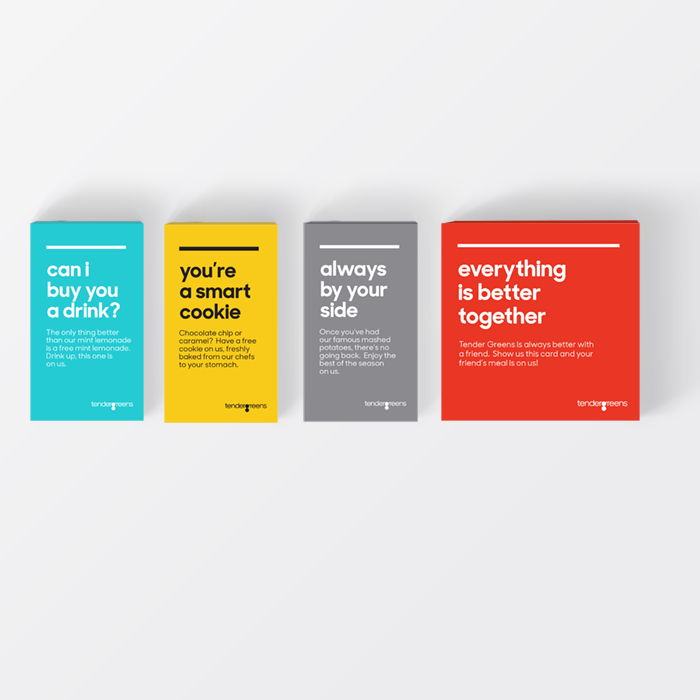 can i
buy you
a drink?
The only thing better
than our mint lemonade
is a free mint lemonade.
Drink up, this one is
on us.
tendergreens
you're
a smart
cookie
Chocolate chip or
caramel? Have a free
cookie on us, freshly
baked from our chefs
to your stomach.
tendergreens
always
by your
side
Once you've had
our famous mashed
potatoes, there's no
going back. Enjoy the
best of the season
on us.
tendergreens
everything
is better
together
Tender Greens is always better with
a friend. Show us this card and your
friend's meal is on us!
tendergreens